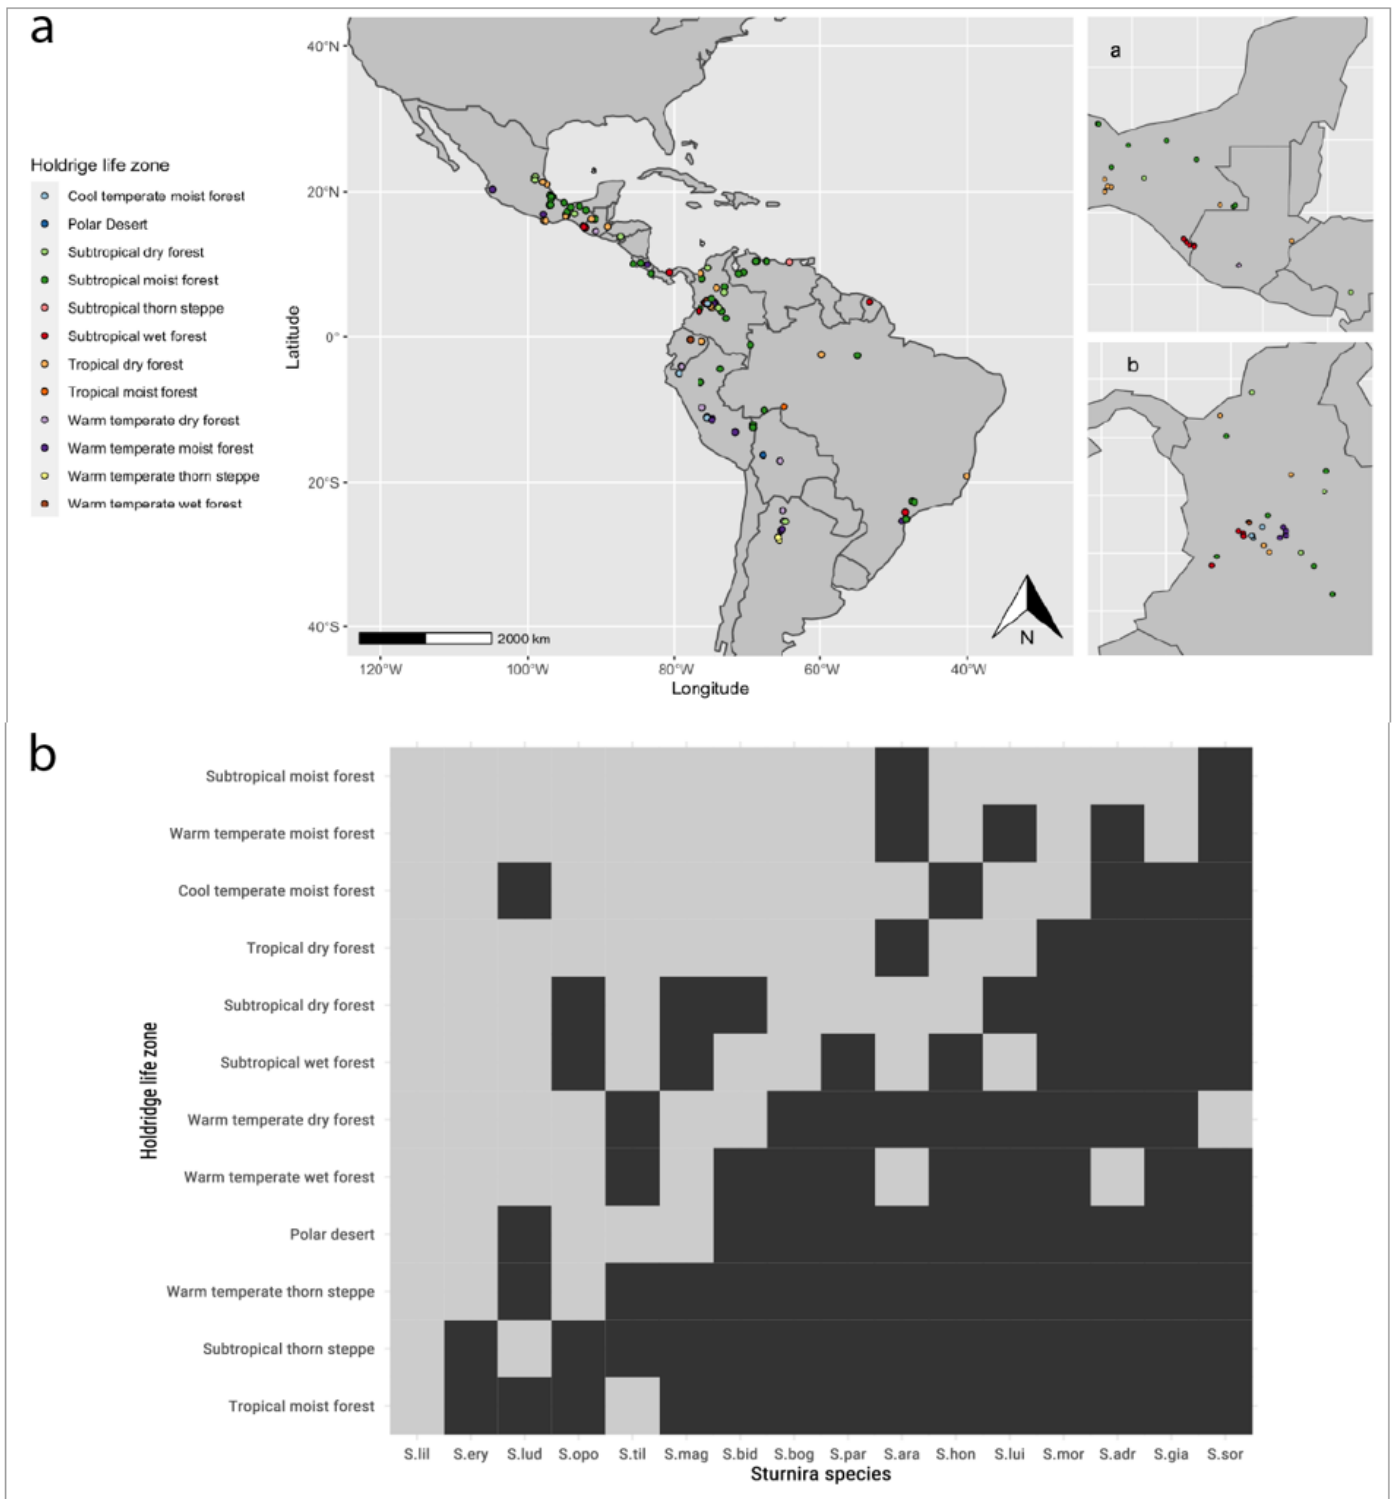 a
Holdrige life zone
Cool temperate moist forest
Polar Desert
Subtropical dry forest
Subtropical moist forest
Subtropical thorn steppe
Subtropical wet forest
Tropical dry forest
Tropical moist forest
Warm temperate dry forest
Warm temperate moist forest
Warm temperate thorn steppe
Warm temperate wet forest
Latitude
40°N
20°N
0°
20°S
40°S
a
b
2000 km
N
120°W
100°W
80°W
60°W
40°W
Longitude
a
b
b
Holdridge life zone
Subtropical moist forest
Warm temperate moist forest
Cool temperate moist forest
Tropical dry forest
Subtropical dry forest
Subtropical wet forest
Warm temperate dry forest
Warm temperate wet forest
Polar desert
Warm temperate thorn steppe
Subtropical thorn steppe
Tropical moist forest
S.lil S.ery S.lud S.opo S.til S.mag S.bid S.bog S.par S.ara S.hon S.lui S.mor S.adr S.gia S.sor
Sturnira species